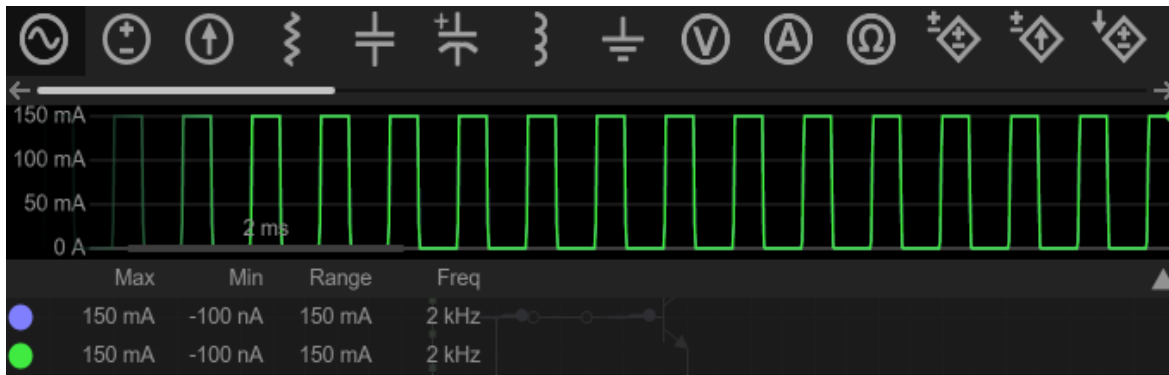 V A Ω
150 mA
100 mA
50 mA
2 ms
0 A
Max Min Range Freq
150 mA -100 nA 150 mA 2 kHz
150 mA -100 nA 150 mA 2 kHz